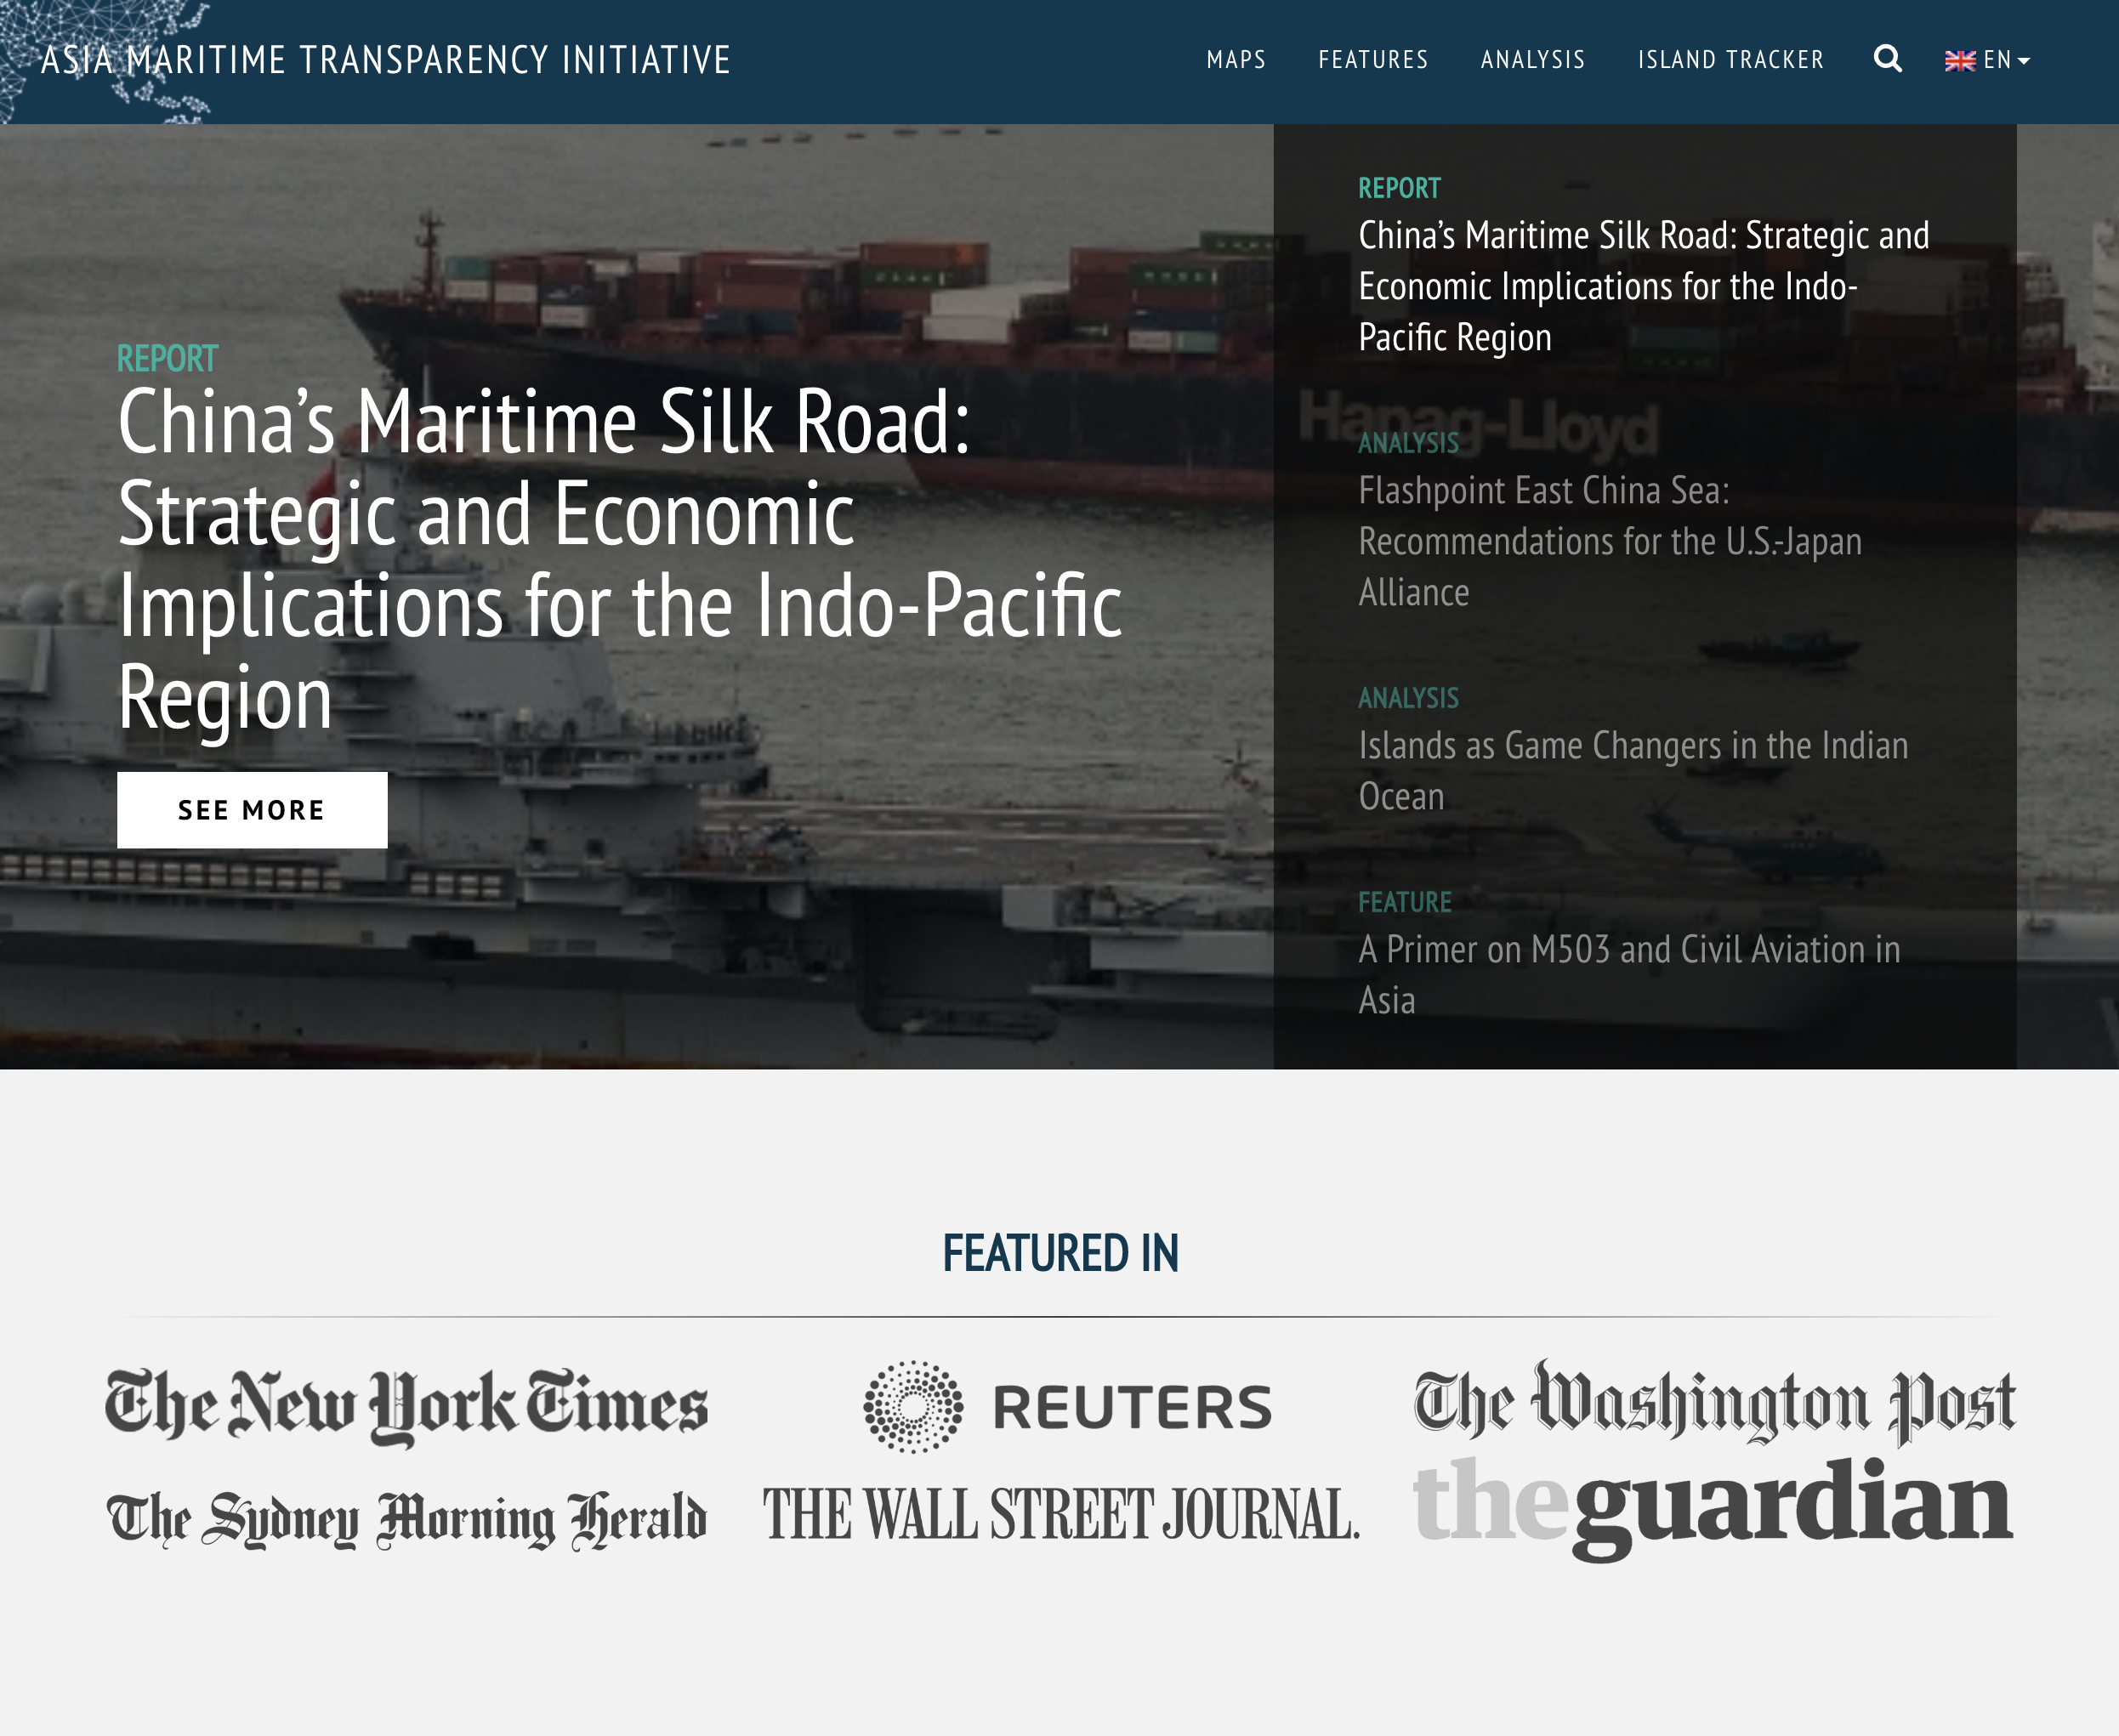 ASIA MARITIME TRANSPARENCY INITIATIVE
MAPS FEATURES ANALYSIS ISLAND TRACKER EN
REPORT
China’s Maritime Silk Road:
Strategic and Economic
Implications for the Indo-Pacific
Region
SEE MORE
REPORT
China’s Maritime Silk Road: Strategic and
Economic Implications for the Indo-
Pacific Region
Hapag-Lloyd
ANALYSIS
Flashpoint East China Sea:
Recommendations for the U.S.-Japan
Alliance
ANALYSIS
Islands as Game Changers in the Indian
Ocean
FEATURE
A Primer on M503 and Civil Aviation in
Asia
FEATURED IN
The New York Times
REUTERS
The Washington Post
The Sydney Morning Herald
THE WALL STREET JOURNAL.
theguardian